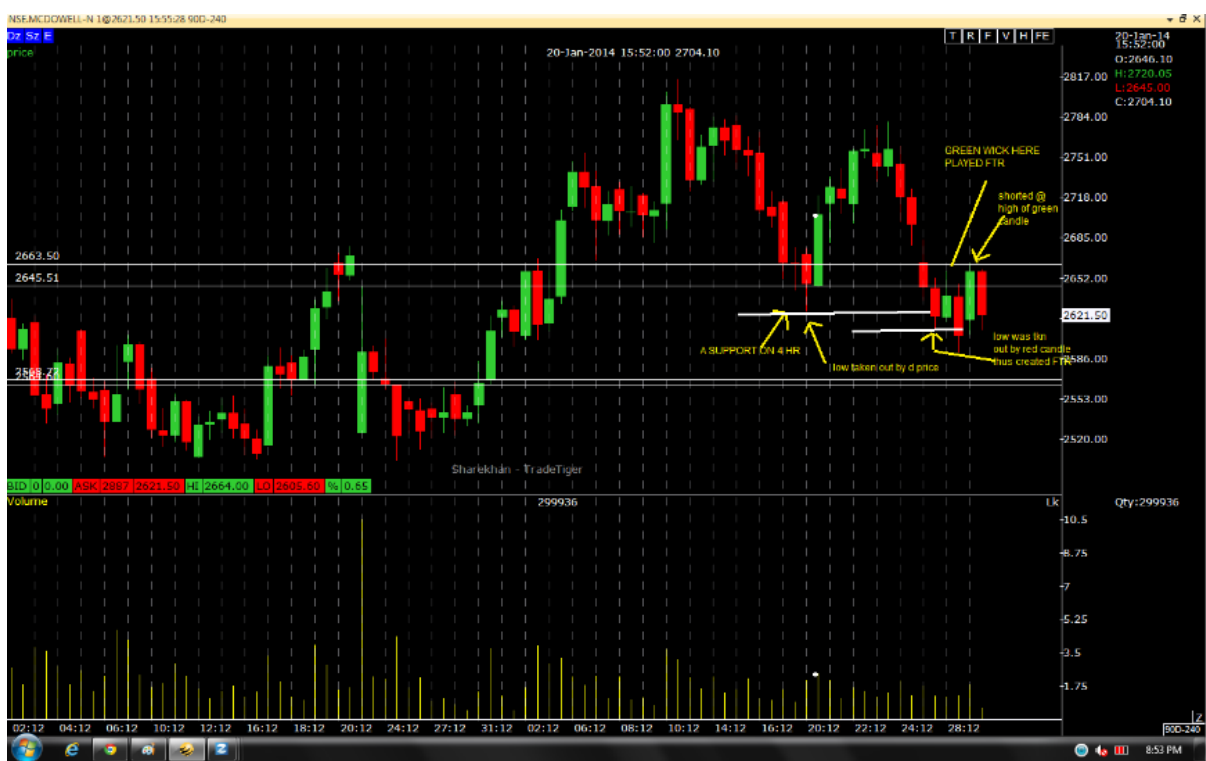 NSE.MCDOWELL-N 1@2621.50 15:55:28 90D-240
Dz Sz E
T R F V H FE
20-Jan-14
15:52:00
price
20-Jan-2014 15:52:00 2704.10
O:2646.10
H:2720.05
L:2645.00
C:2704.10
2817.00
2784.00
2751.00
2718.00
2685.00
2652.00
2621.50
2586.00
2553.00
2520.00
GREEN WICK HERE
PLAYED FTR
shorted @
high of green
candle
2663.50
2645.51
A SUPPORT ON 4 HR
low taken out by d price
low was tkn
out by red candle
thus created FTR
Sharekhan - TradeTiger
BID 0 0.00 ASK 2887 2621.50 HI 2664.00 LO 2605.60 % 0.65
Volume
299936
Lk
Qty:299936
10.5
8.75
7
5.25
3.5
1.75
02:12 04:12 06:12 10:12 12:12 16:12 18:12 20:12 24:12 27:12 31:12 02:12 06:12 08:12 10:12 14:12 16:12 20:12 22:12 24:12 28:12
Z
90D-240
8:53 PM